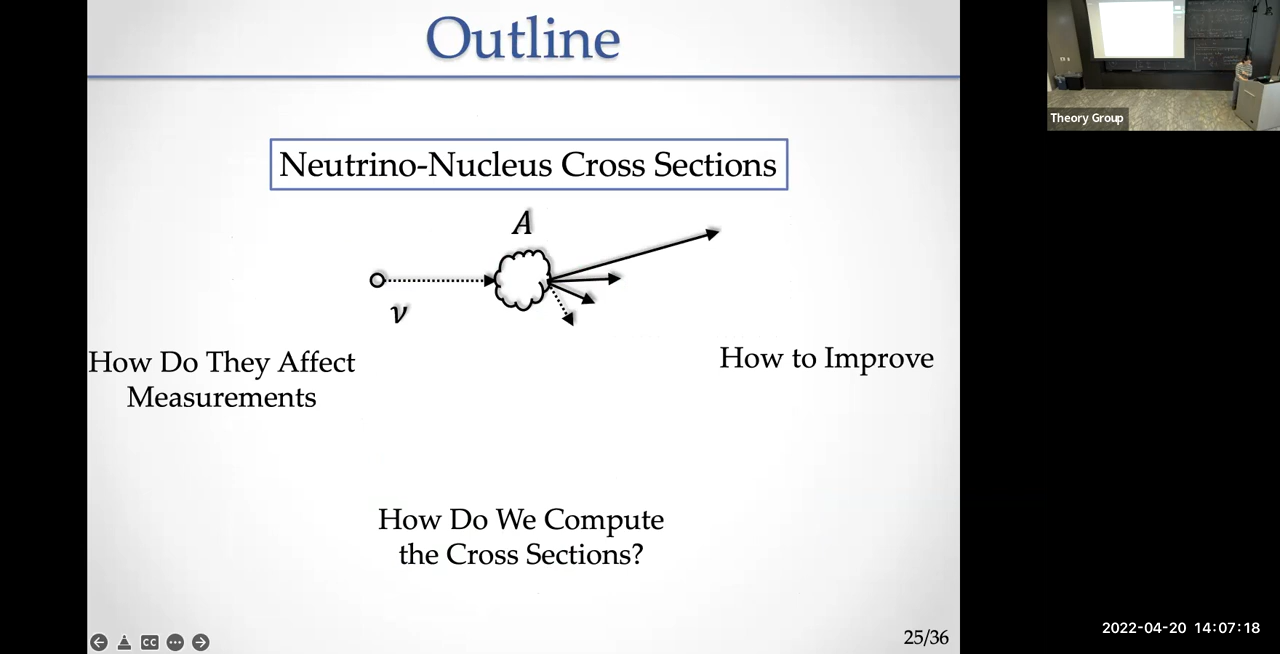 Outline
Neutrino-Nucleus Cross Sections
A
ν
How Do They Affect
Measurements
How to Improve
How Do We Compute
the Cross Sections?
25/36
CC
Theory Group
2022-04-20 14:07:18